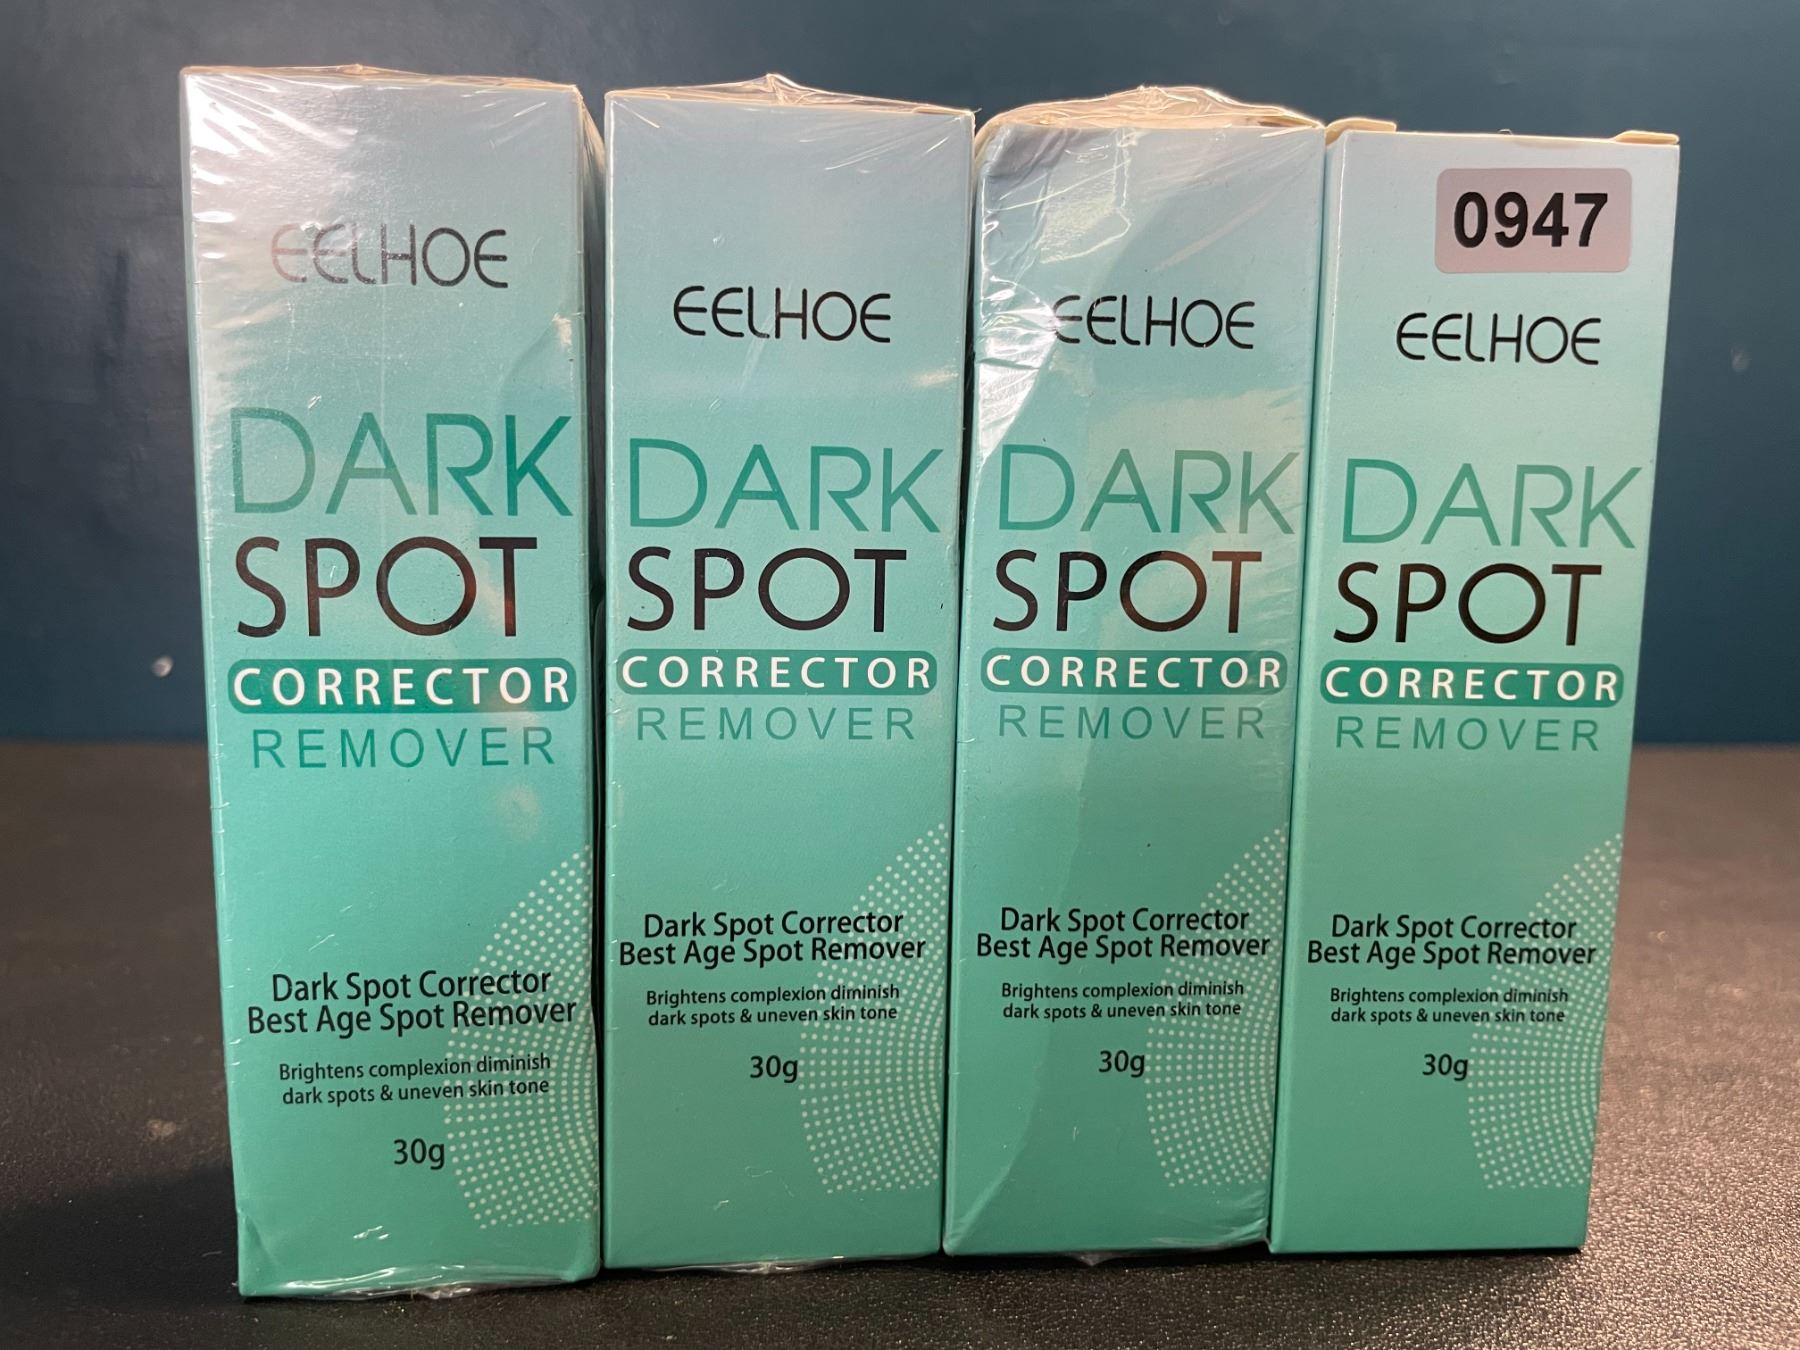 EELHOE
DARK
SPOT
CORRECTOR
REMOVER
Dark Spot Corrector
Best Age Spot Remover
Brightens complexion diminish
dark spots & uneven skin tone
30g
EELHOE
DARK
SPOT
CORRECTOR
REMOVER
Dark Spot Corrector
Best Age Spot Remover
Brightens complexion diminish
dark spots & uneven skin tone
30g
EELHOE
DARK
SPOT
CORRECTOR
REMOVER
Dark Spot Corrector
Best Age Spot Remover
Brightens complexion diminish
dark spots & uneven skin tone
30g
0947
EELHOE
DARK
SPOT
CORRECTOR
REMOVER
Dark Spot Corrector
Best Age Spot Remover
Brightens complexion diminish
dark spots & uneven skin tone
30g